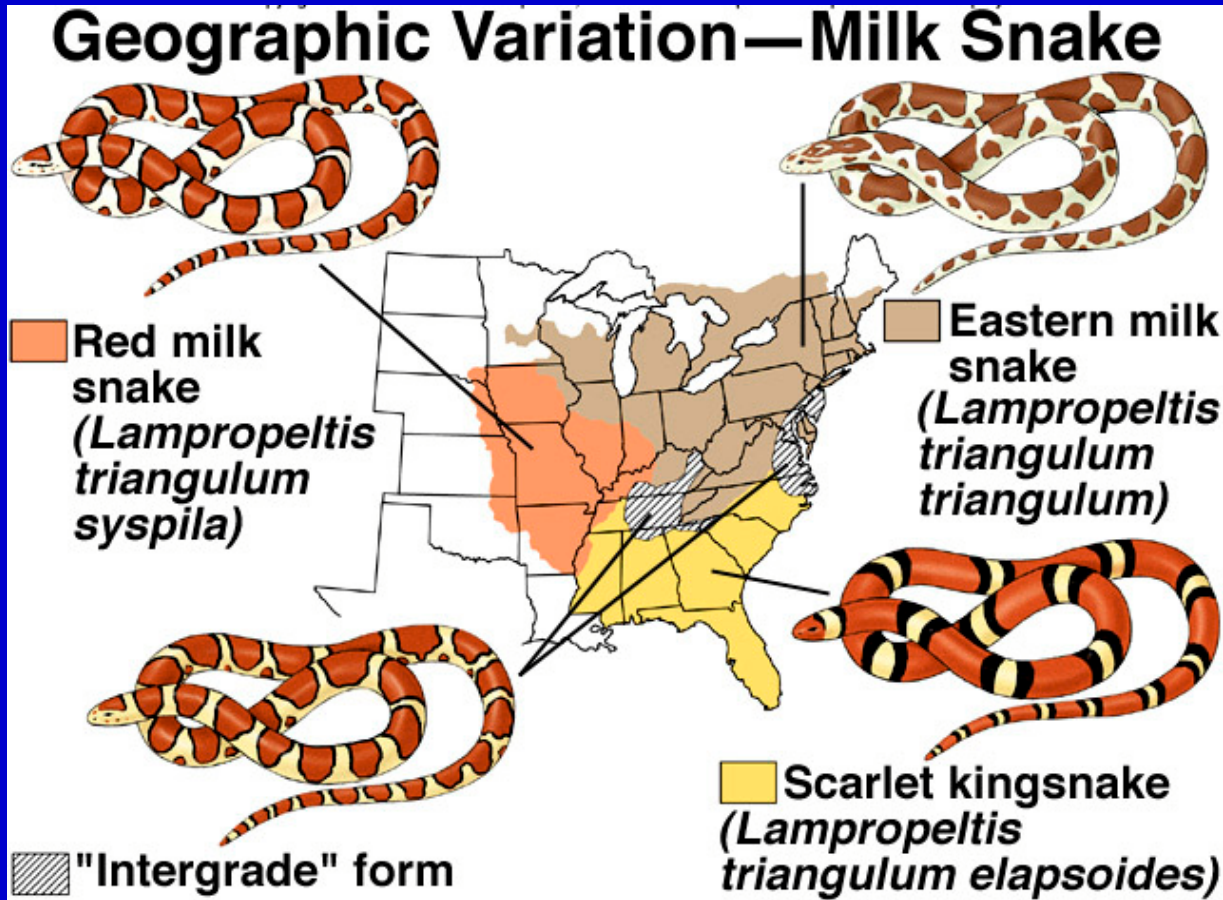 Geographic Variation—Milk Snake
Red milk
snake
(Lampropeltis
triangulum
syspila)
Eastern milk
snake
(Lampropeltis
triangulum
triangulum)
"Intergrade" form
Scarlet kingsnake
(Lampropeltis
triangulum elapsoides)